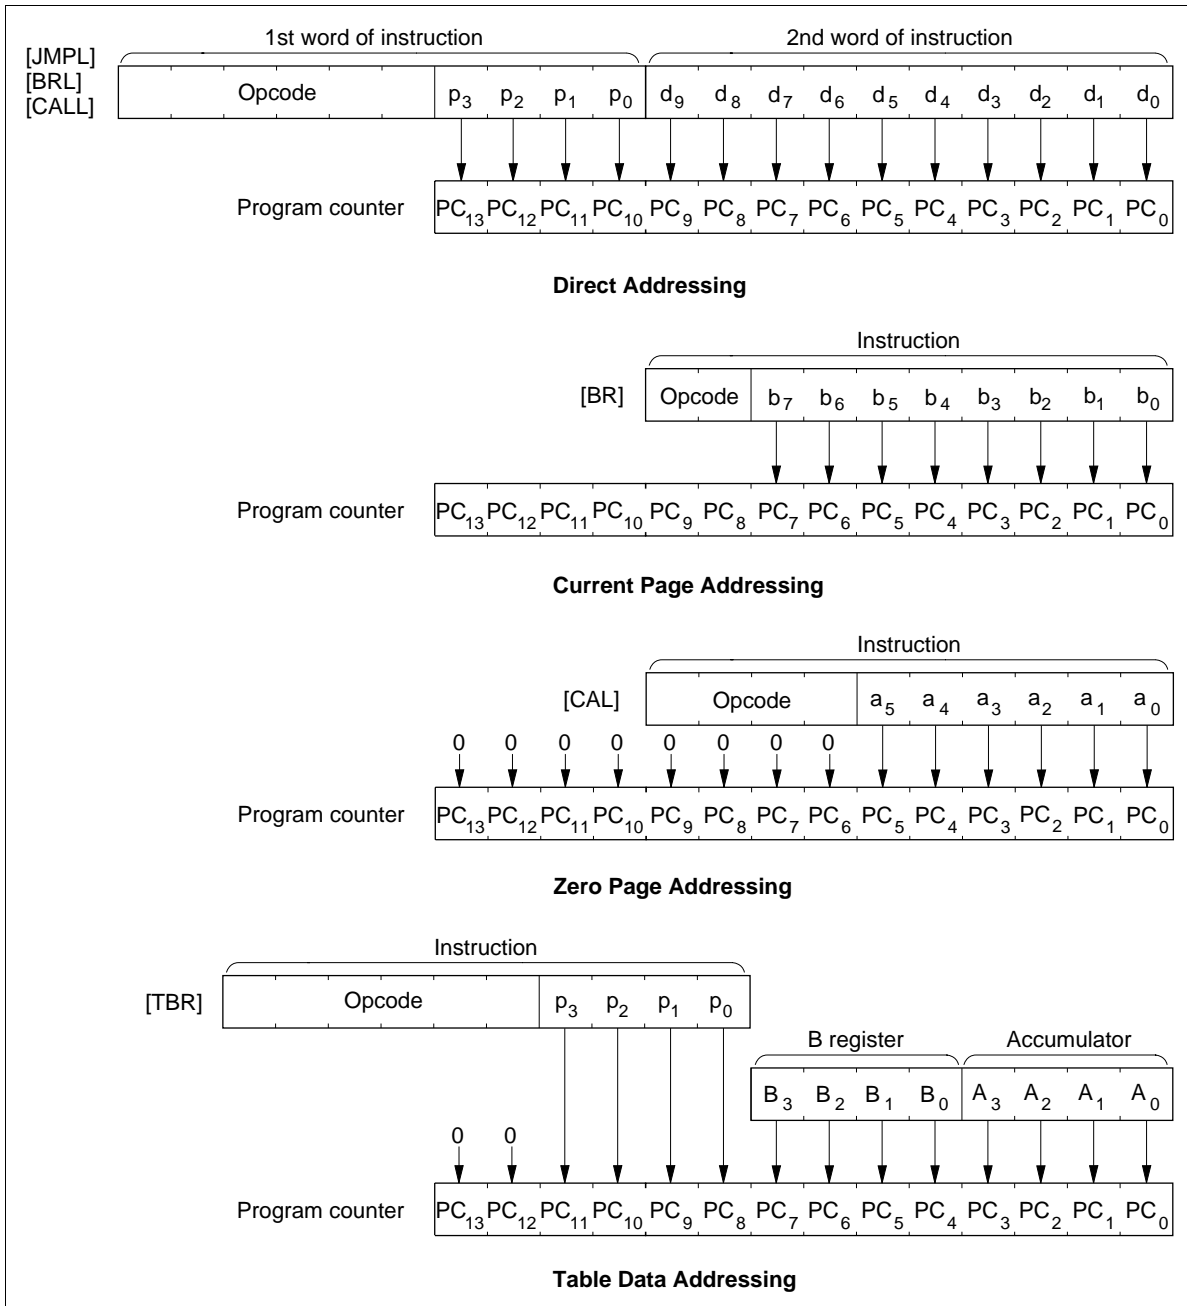 1st word of instruction 2nd word of instruction
[JMPL]
[BRL]
[CALL]
Opcode p3 p2 p1 p0 d9 d8 d7 d6 d5 d4 d3 d2 d1 d0
Program counter PC13 PC12 PC11 PC10 PC9 PC8 PC7 PC6 PC5 PC4 PC3 PC2 PC1 PC0
Direct Addressing
Instruction
[BR] Opcode b7 b6 b5 b4 b3 b2 b1 b0
Program counter PC13 PC12 PC11 PC10 PC9 PC8 PC7 PC6 PC5 PC4 PC3 PC2 PC1 PC0
Current Page Addressing
Instruction
[CAL] Opcode a5 a4 a3 a2 a1 a0
0 0 0 0 0 0 0 0
Program counter PC13 PC12 PC11 PC10 PC9 PC8 PC7 PC6 PC5 PC4 PC3 PC2 PC1 PC0
Zero Page Addressing
Instruction
[TBR] Opcode p3 p2 p1 p0
B register Accumulator
B3 B2 B1 B0 A3 A2 A1 A0
0 0
Program counter PC13 PC12 PC11 PC10 PC9 PC8 PC7 PC6 PC5 PC4 PC3 PC2 PC1 PC0
Table Data Addressing